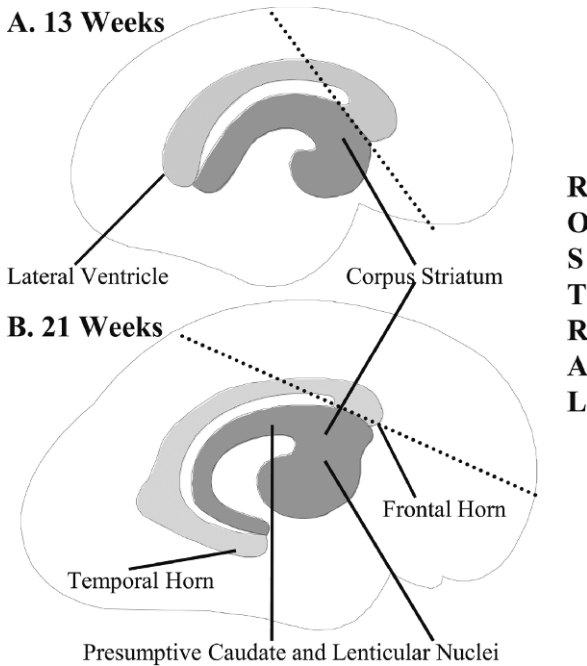 A. 13 Weeks
Lateral Ventricle
Corpus Striatum
B. 21 Weeks
Frontal Horn
Temporal Horn
Presumptive Caudate and Lenticular Nuclei
R
O
S
T
R
A
L